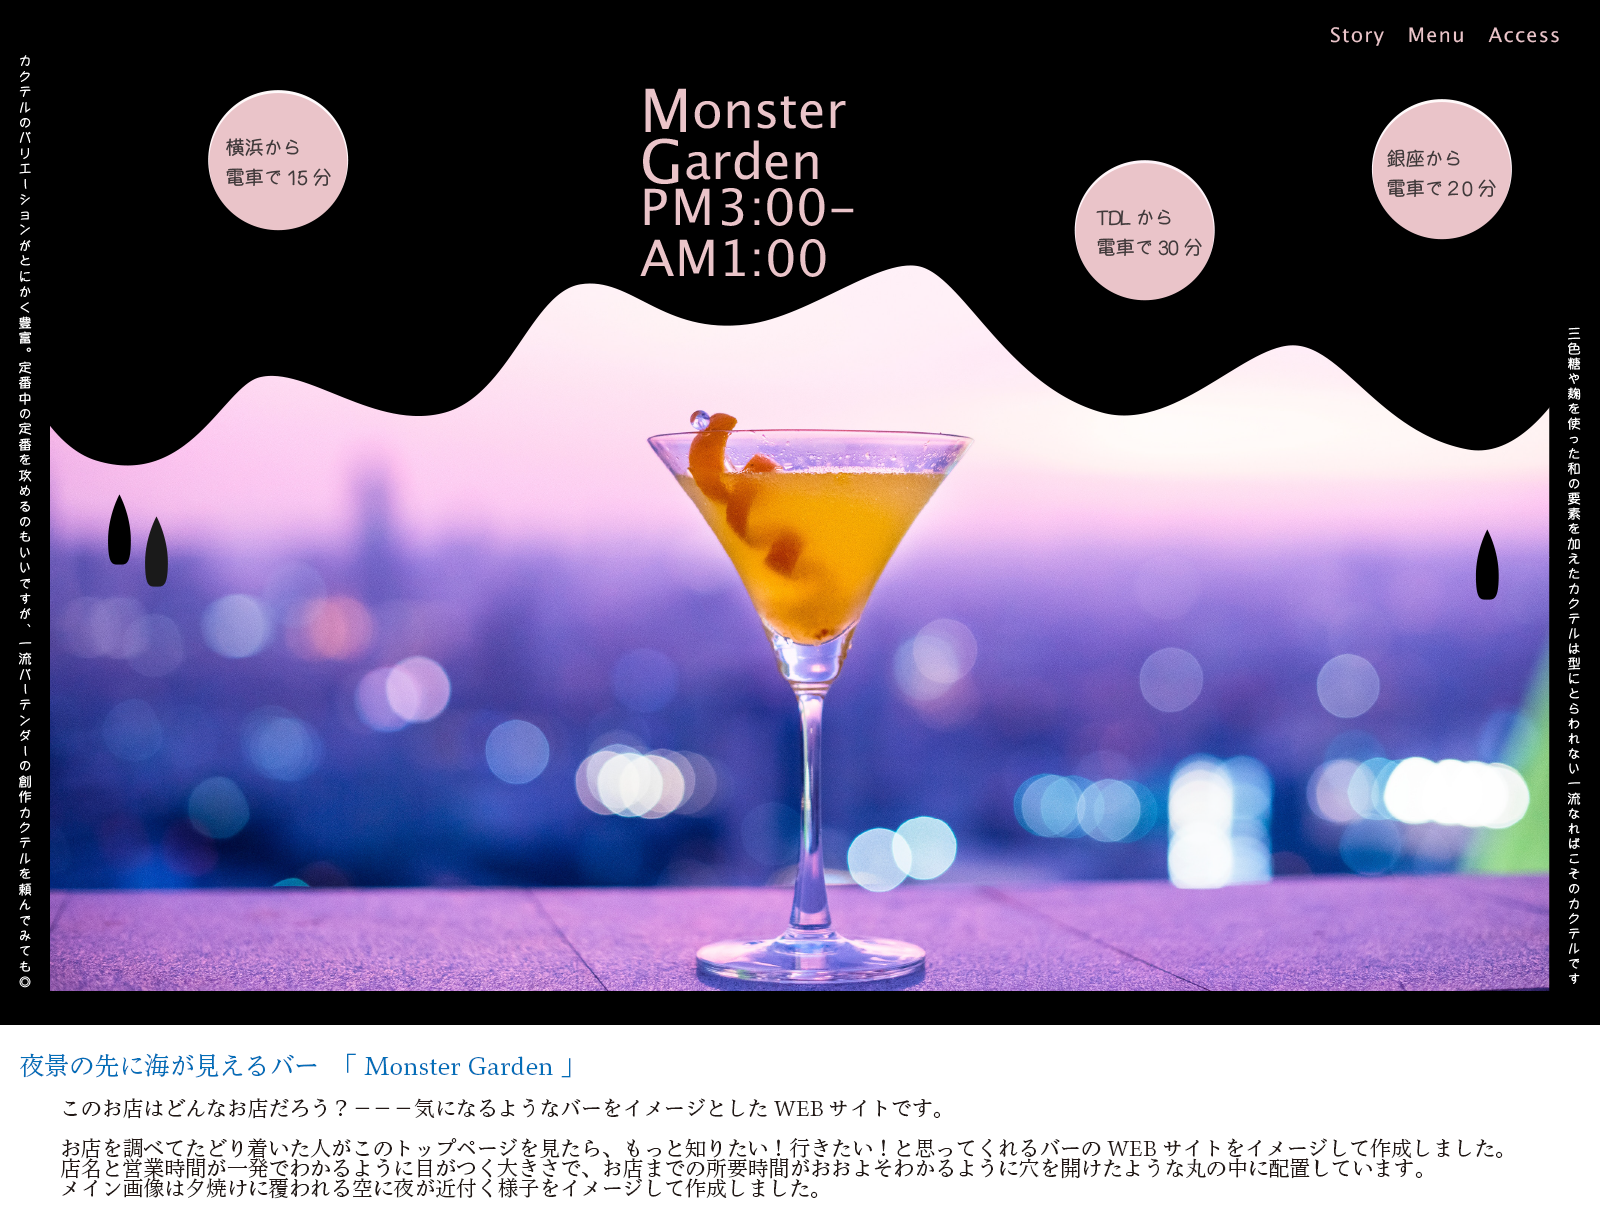 Story Menu Access
カクテルのバリエーションがとにかく豊富。定番中の定番を攻めるのもいいですが、一流バーテンダーの創作カクテルを頼んでみても◎
横浜から
電車で 15 分
Monster
Garden
PM3:00–
AM1:00
TDL から
電車で 30 分
銀座から
電車で 20 分
三色糖や麹を使った和の要素を加えたカクテルは型にとらわれない一流なればこそのカクテルです
夜景の先に海が見えるバー 「 Monster Garden 」
このお店はどんなお店だろう？－－－気になるようなバーをイメージとした WEB サイトです。
お店を調べてたどり着いた人がこのトップページを見たら、もっと知りたい！行きたい！と思ってくれるバーの WEB サイトをイメージして作成しました。
店名と営業時間が一発でわかるように目がつく大きさで、お店までの所要時間がおおよそわかるように穴を開けたような丸の中に配置しています。
メイン画像は夕焼けに覆われる空に夜が近付く様子をイメージして作成しました。